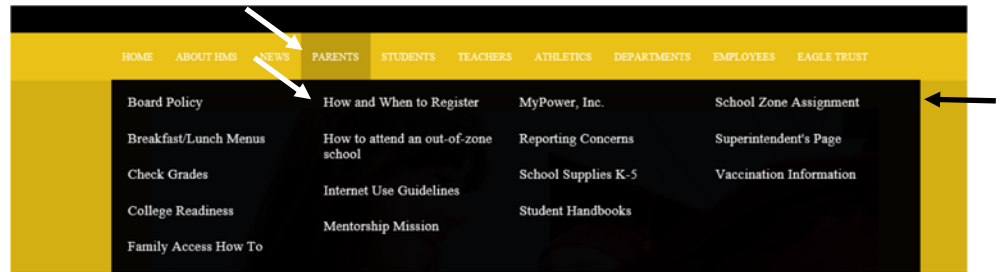 HOME ABOUT HMS NEWS PARENTS STUDENTS TEACHERS ATHLETICS DEPARTMENTS EMPLOYEES EAGLE TRUST
Board Policy
Breakfast/Lunch Menus
Check Grades
College Readiness
Family Access How To
How and When to Register
How to attend an out-of-zone
school
Internet Use Guidelines
Mentorship Mission
MyPower, Inc.
Reporting Concerns
School Supplies K-5
Student Handbooks
School Zone Assignment
Superintendent's Page
Vaccination Information